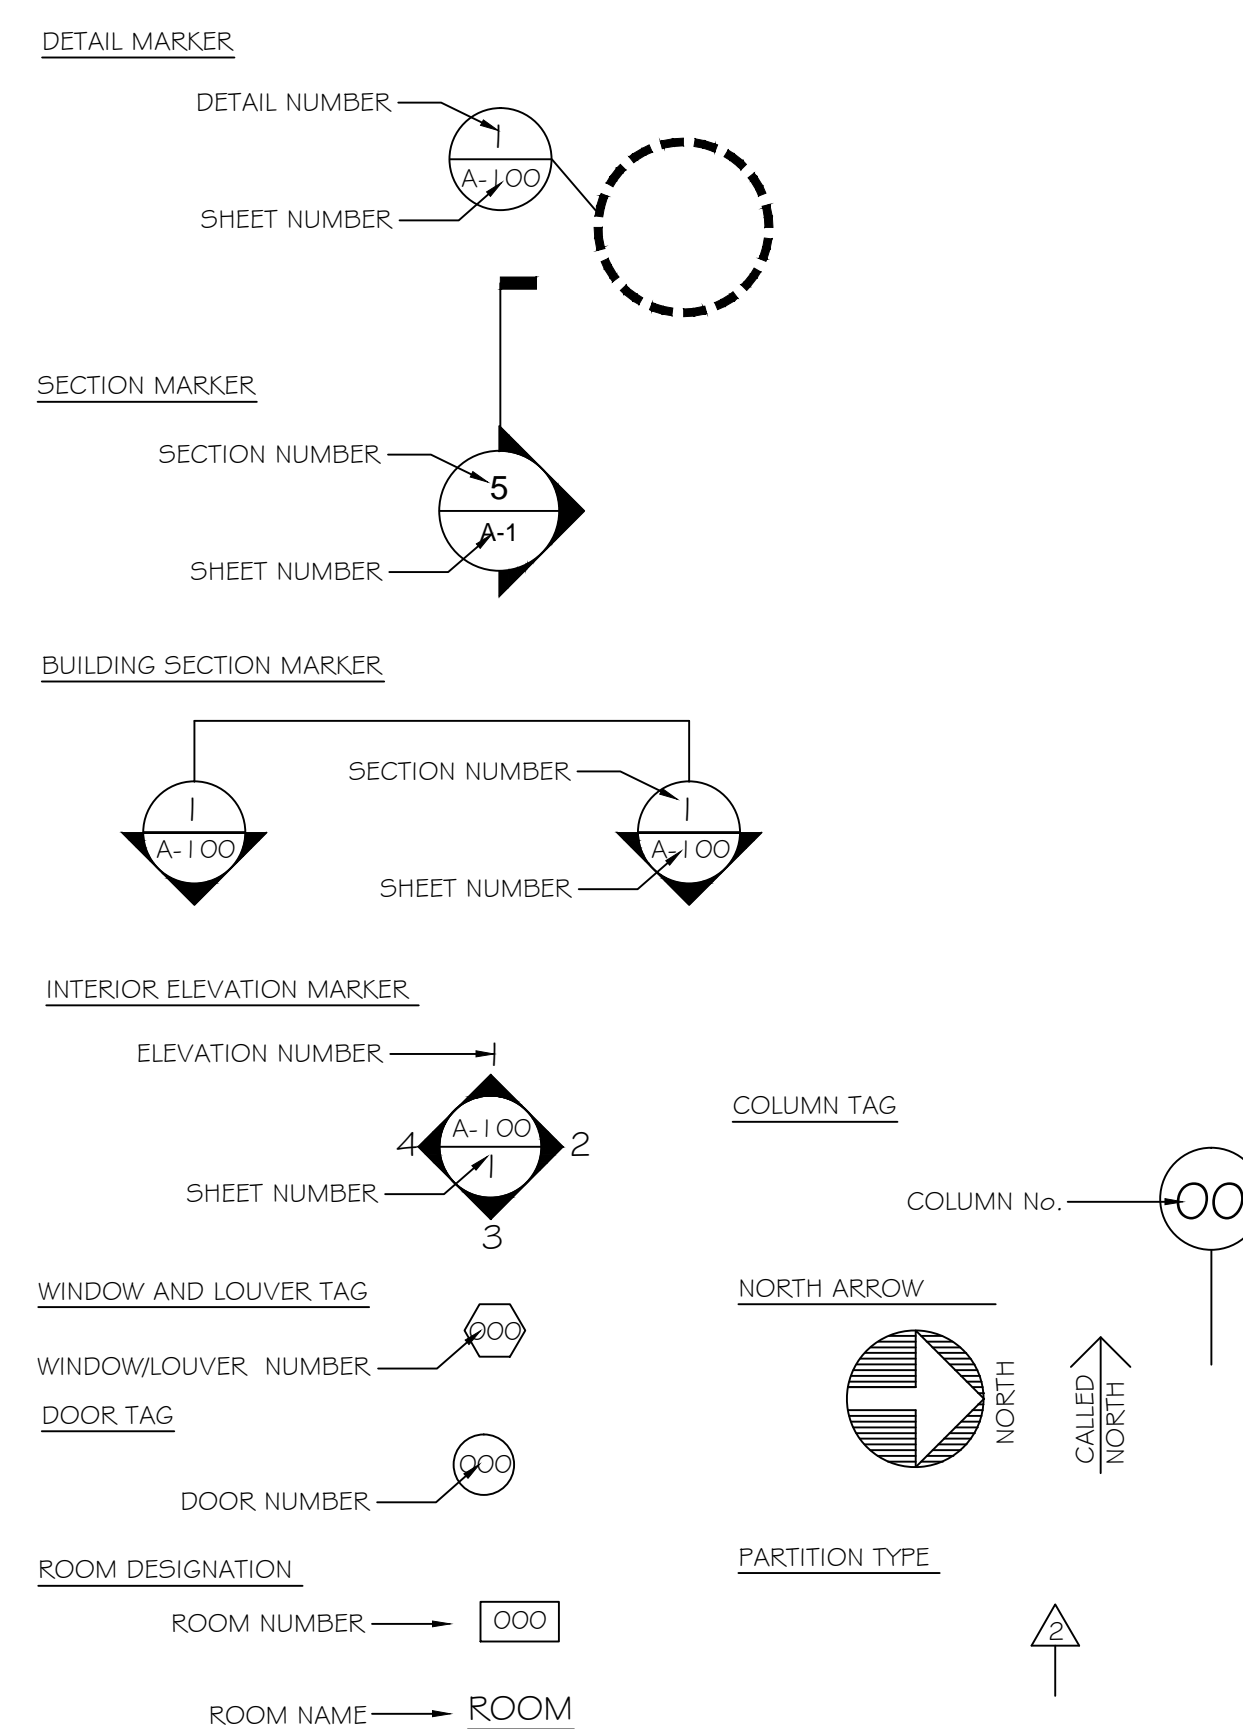 DETAIL MARKER
DETAIL NUMBER
1
A-100
SHEET NUMBER
SECTION MARKER
SECTION NUMBER
5
A-1
SHEET NUMBER
BUILDING SECTION MARKER
SECTION NUMBER
1
1
A-100
A-100
SHEET NUMBER
INTERIOR ELEVATION MARKER
ELEVATION NUMBER
1
A-100
4
2
1
SHEET NUMBER
3
WINDOW AND LOUVER TAG
000
WINDOW/LOUVER NUMBER
DOOR TAG
000
DOOR NUMBER
ROOM DESIGNATION
ROOM NUMBER
000
ROOM NAME
ROOM
COLUMN TAG
COLUMN No.
00
NORTH ARROW
NORTH
CALLED
NORTH
PARTITION TYPE
2